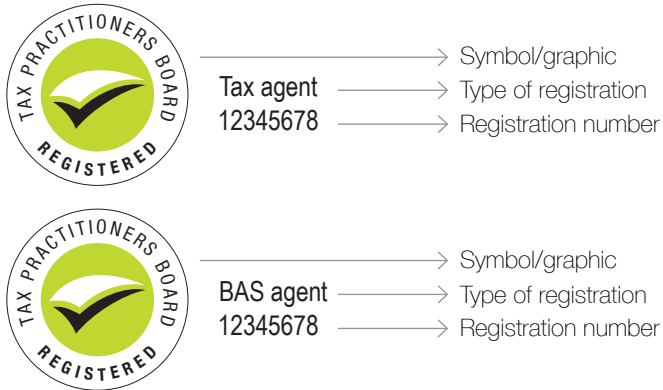 TAX PRACTITIONERS BOARD
REGISTERED
Symbol/graphic
Tax agent Type of registration
12345678 Registration number
TAX PRACTITIONERS BOARD
REGISTERED
Symbol/graphic
BAS agent Type of registration
12345678 Registration number